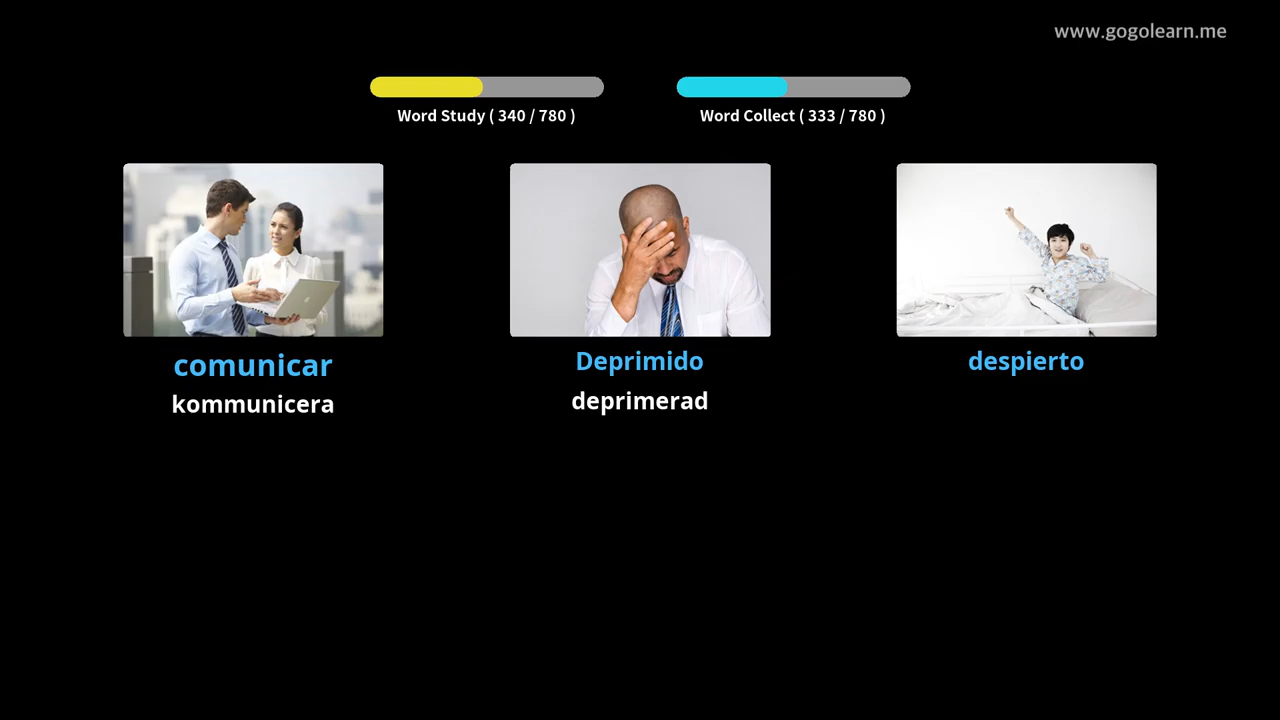 www.gogolearn.me
Word Study ( 340 / 780 )
Word Collect ( 333 / 780 )
comunicar
kommunicera
Deprimido
deprimerad
despierto